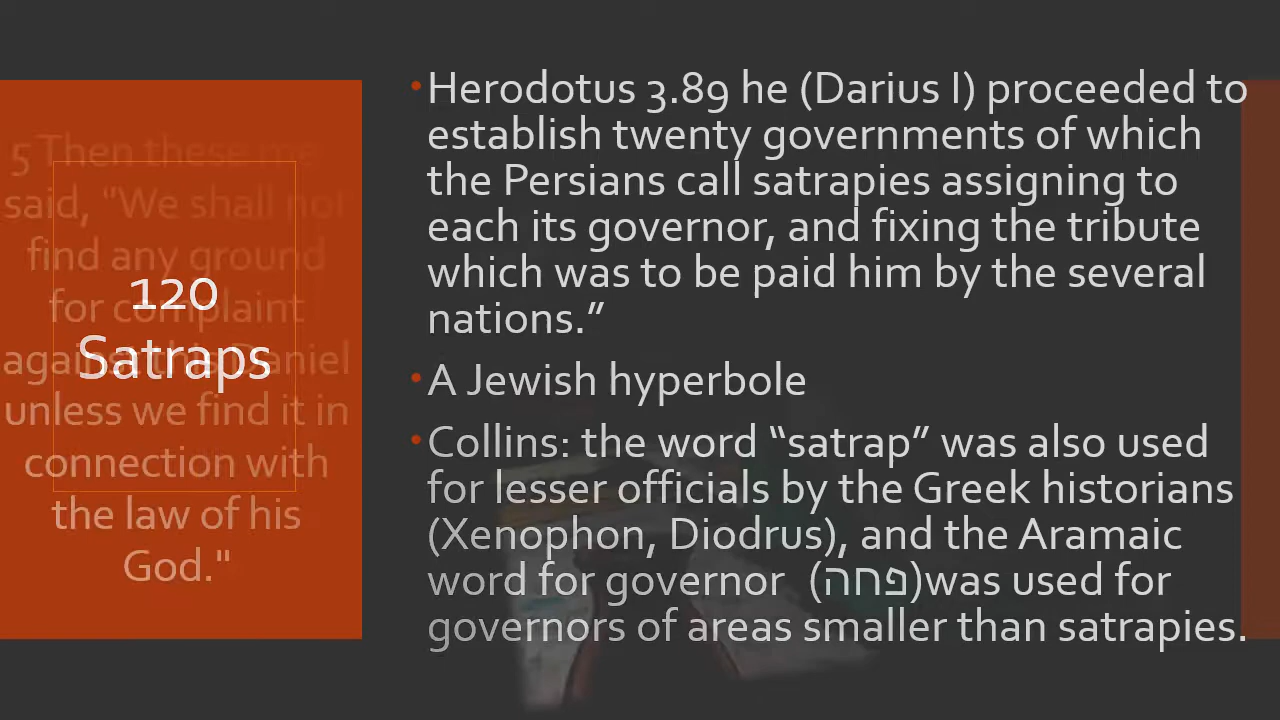 120
Satraps
5 Then these me
said, "We shall not
find any ground
for complaint
against this Daniel
unless we find it in
connection with
the law of his
God."
•Herodotus 3.89 he (Darius I) proceeded to
establish twenty governments of which
the Persians call satrapies assigning to
each its governor, and fixing the tribute
which was to be paid him by the several
nations.”
•A Jewish hyperbole
•Collins: the word “satrap” was also used
for lesser officials by the Greek historians
(Xenophon, Diodrus), and the Aramaic
word for governor (פחה)was used for
governors of areas smaller than satrapies.